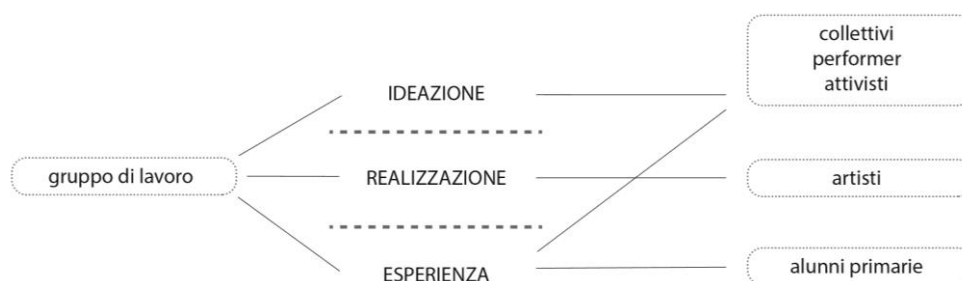 collettivi
performer
attivisti
IDEAZIONE
gruppo di lavoro
REALIZZAZIONE
artisti
ESPERIENZA
alunni primarie